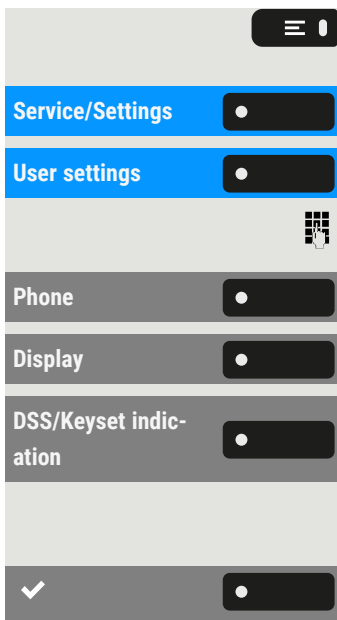 Service/Settings
User settings
Phone
Display
DSS/Keyset indic-
ation